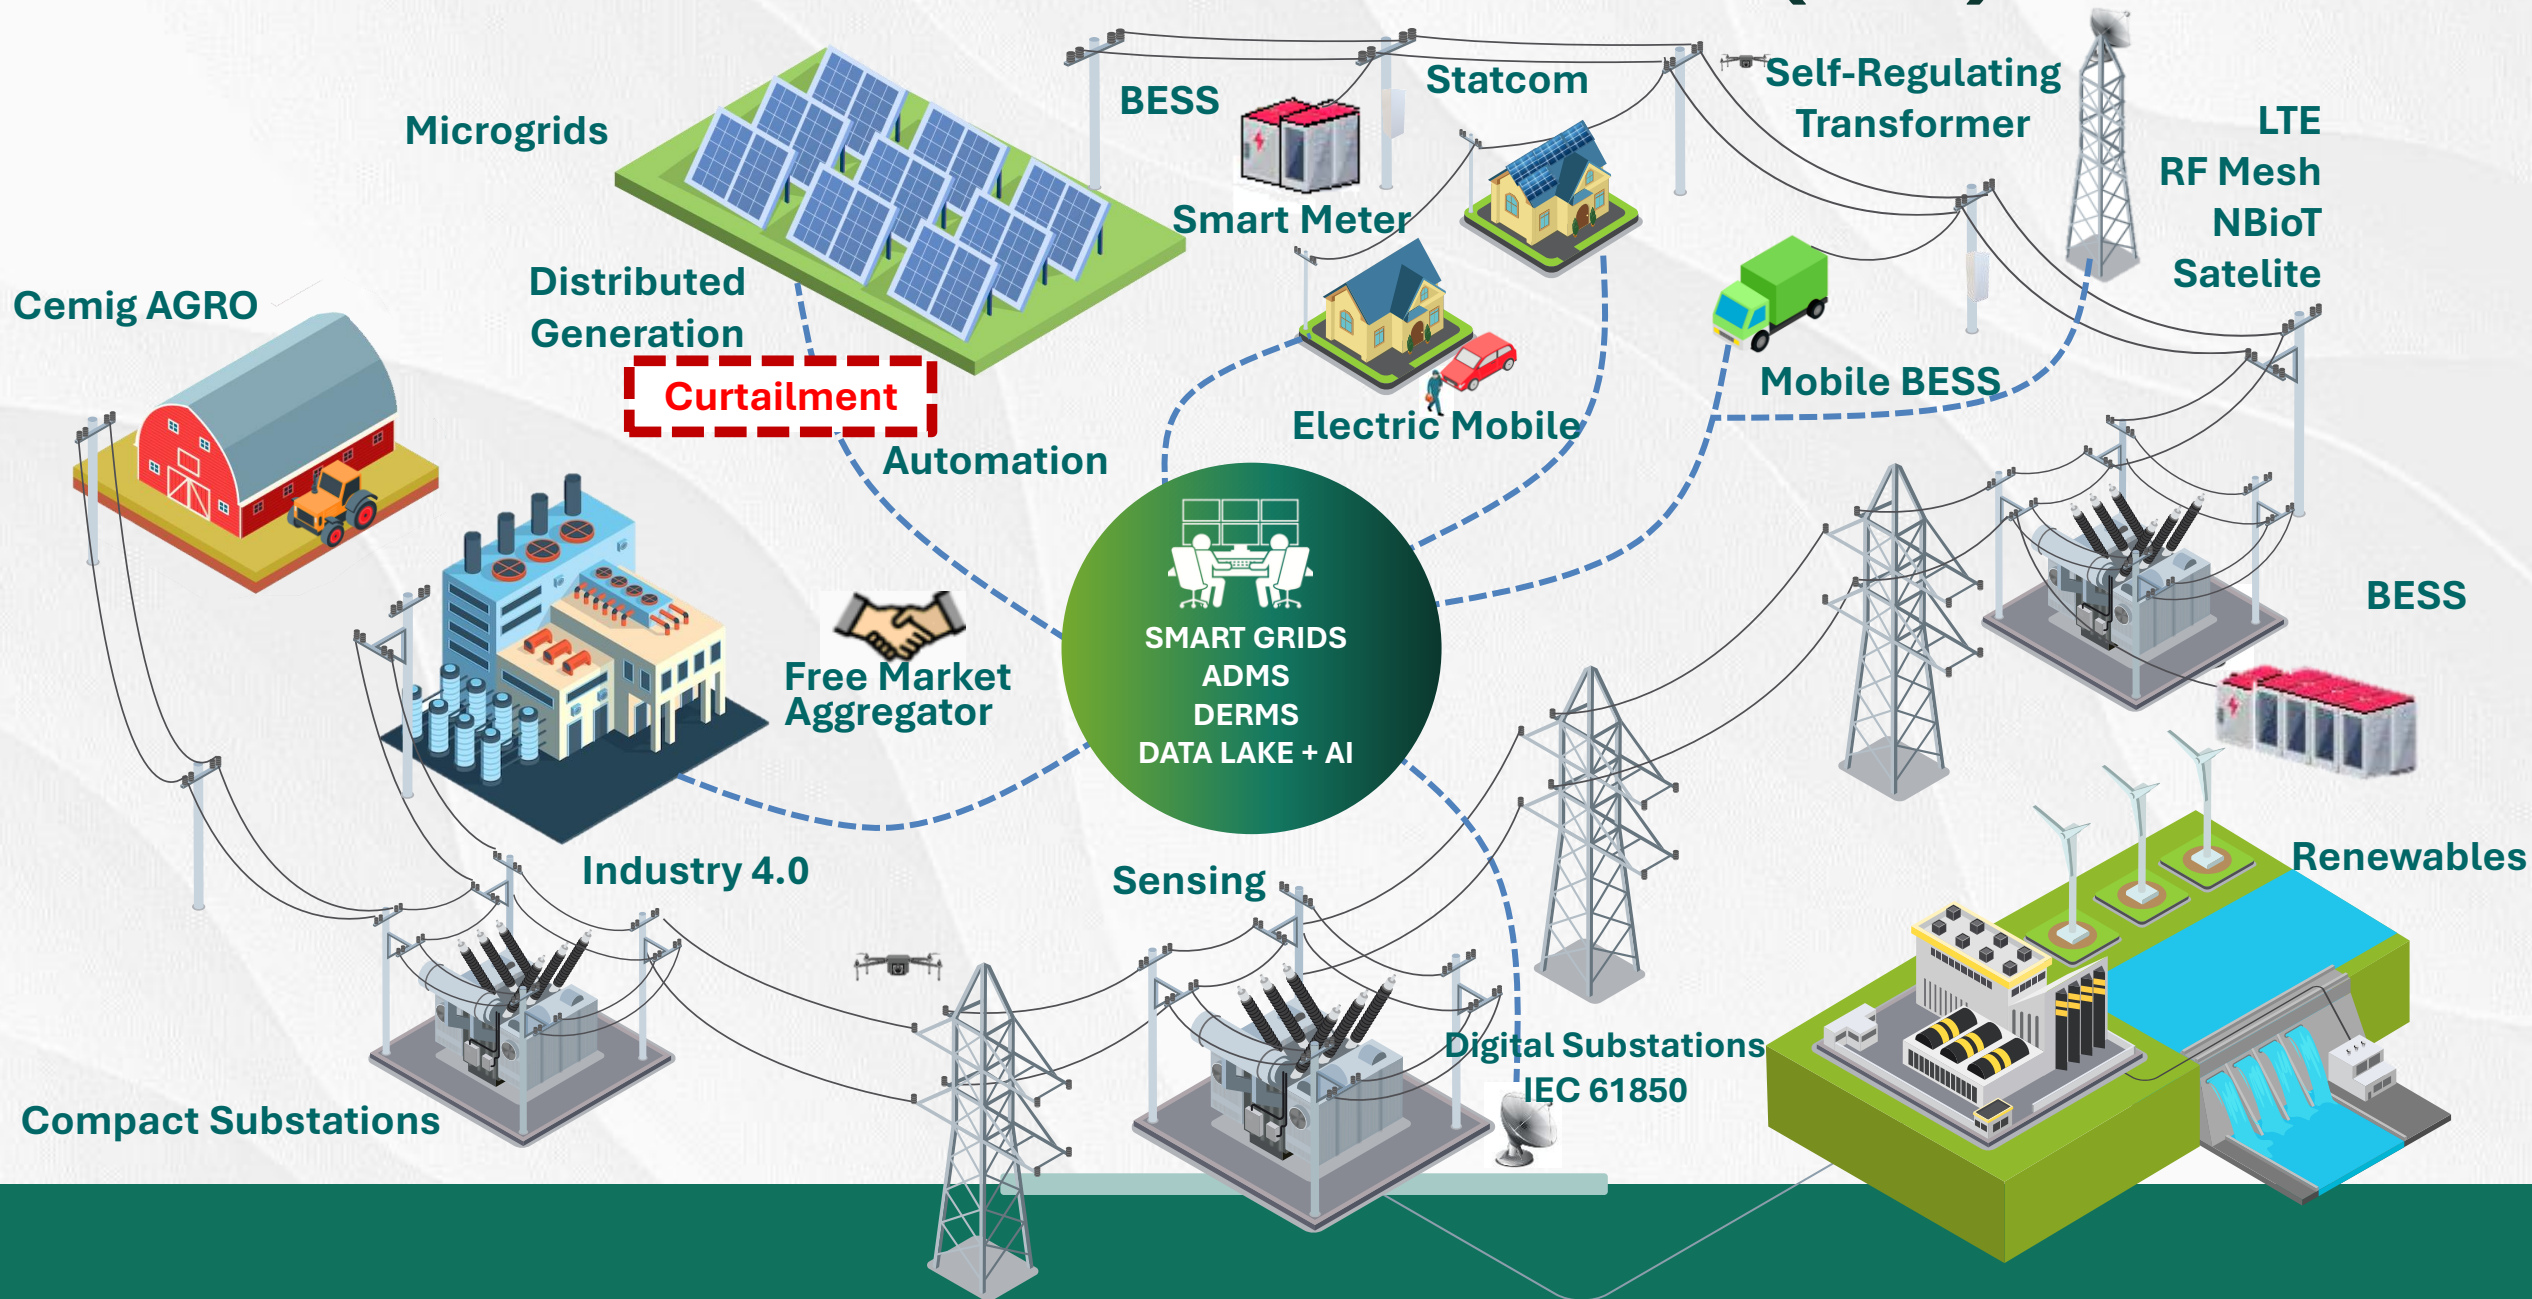 BESS
Statcom
Self-Regulating
Transformer
Microgrids
LTE
RF Mesh
NBioT
Satelite
Smart Meter
Distributed
Generation
Cemig AGRO
Curtailment
Mobile BESS
Electric Mobile
Automation
SMART GRIDS
ADMS
DERMS
DATA LAKE + AI
BESS
Free Market
Aggregator
Industry 4.0
Sensing
Renewables
Digital Substations
IEC 61850
Compact Substations